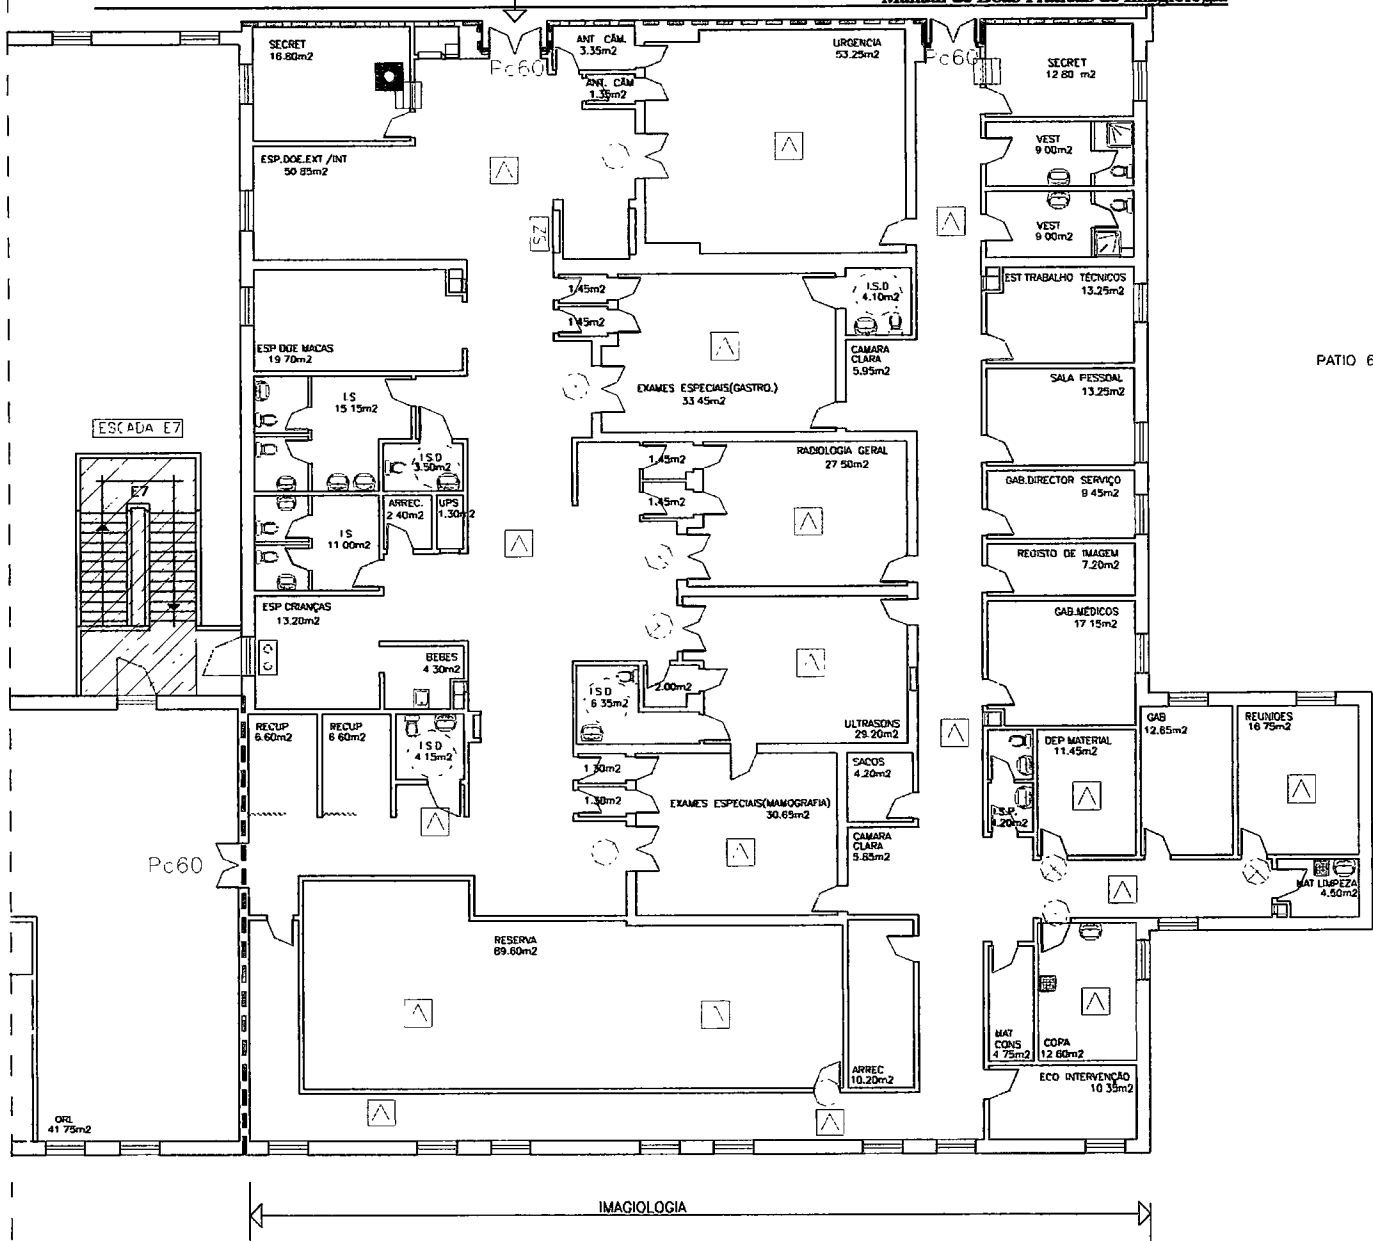 Manual de Boas Práticas de Imagiologia
SECRET
16.80m2
Pc60
ANT CÂM.
3.35m2
ANT. CÂM
1.35m2
URGENCIA
53.25m2
Pc60
SECRET
12 80 m2
VEST
9 00m2
VEST
9 00m2
ESP.DOE.EXT /INT
50 85m2
SZ
EST TRABALHO TÉCNICOS
13.25m2
1.45m2
1.45m2
I.S.D
4.10m2
ESP DOE MACAS
19 70m2
CAMARA
CLARA
5.95m2
EXAMES ESPECIAIS(GASTRO.)
33 45m2
SALA PESSOAL
13.25m2
PATIO 6
I.S
15 15m2
I S D
3.50m2
ESCADA E7
E7
1.45m2
1.45m2
RADIOLOGIA GERAL
27 50m2
GAB.DIRECTOR SERVIÇO
9 45m2
ARREC.
2 40m2
UPS
1.30m2
I S
11 00m2
REGISTO DE IMAGEM
7.20m2
ESP CRIANÇAS
13.20m2
GAB.MÉDICOS
17 15m2
BEBES
4 30m2
I S D
6 35m2
2.00m2
ULTRASONS
29.20m2
RECUP
6.60m2
RECUP
6 60m2
I S D
4 15m2
GAB
12.65m2
REUNIOES
16 75m2
DEP MATERIAL
11.45m2
1 30m2
1.30m2
SACOS
4.20m2
EXAMES ESPECIAIS(MAMOGRAFIA)
30.65m2
I.S.P.
4.20m2
CAMARA
CLARA
5.85m2
Pc60
MAT LIMPEZA
4.50m2
RESERVA
89.60m2
MAT
CONS
4 75m2
COPA
12 60m2
ARREC
10.20m2
ECO INTERVENÇÃO
10 35m2
ORL
41 75m2
IMAGIOLOGIA